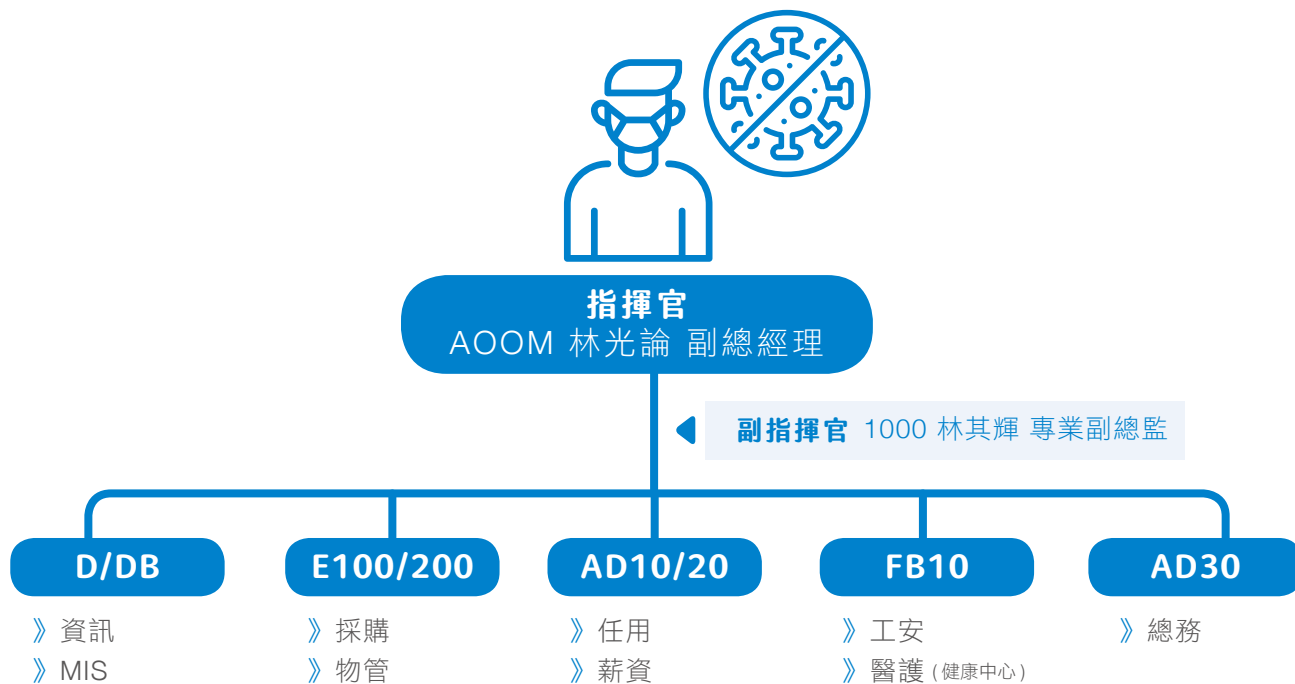 指揮官
AOOM 林光論 副總經理
副指揮官 1000 林其輝 專業副總監
D/DB
E100/200
AD10/20
FB10
AD30
》資訊
》MIS
》採購
》物管
》任用
》薪資
》工安
》醫護 (健康中心)
》總務